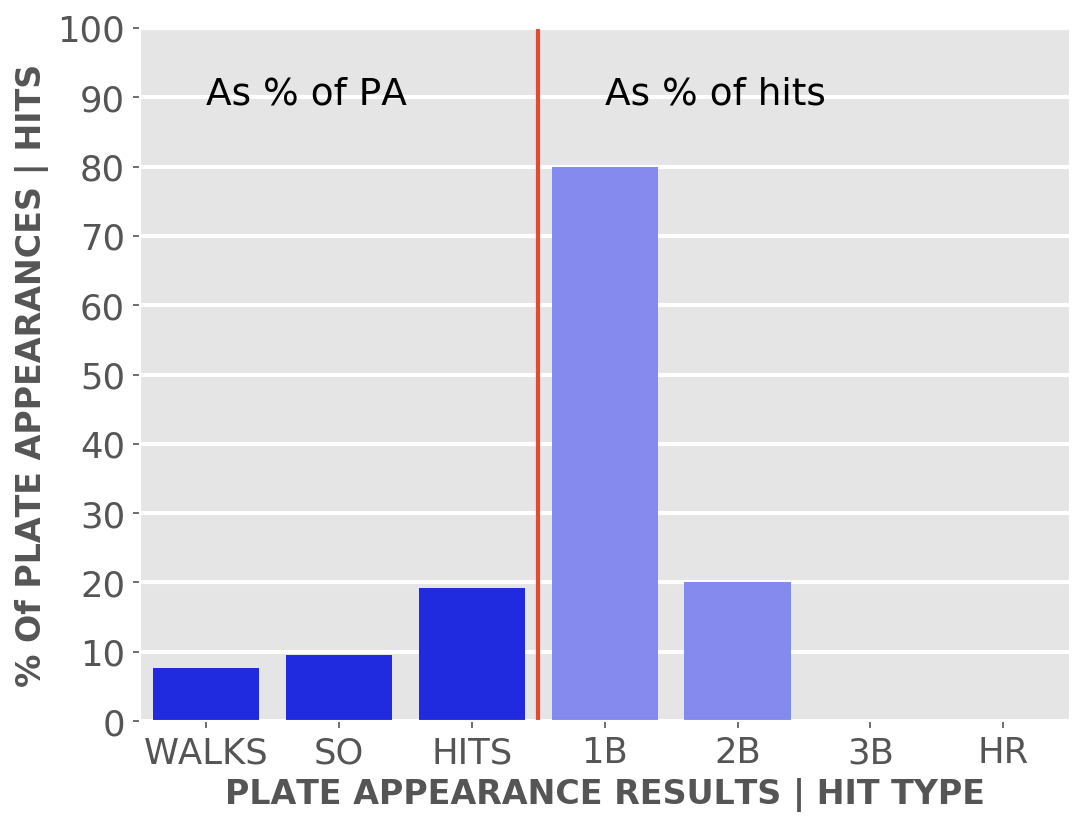 As % of PA
As % of hits
% Of PLATE APPEARANCES | HITS
100
90
80
70
60
50
40
30
20
10
0
WALKS SO HITS 1B 2B 3B HR
PLATE APPEARANCE RESULTS | HIT TYPE